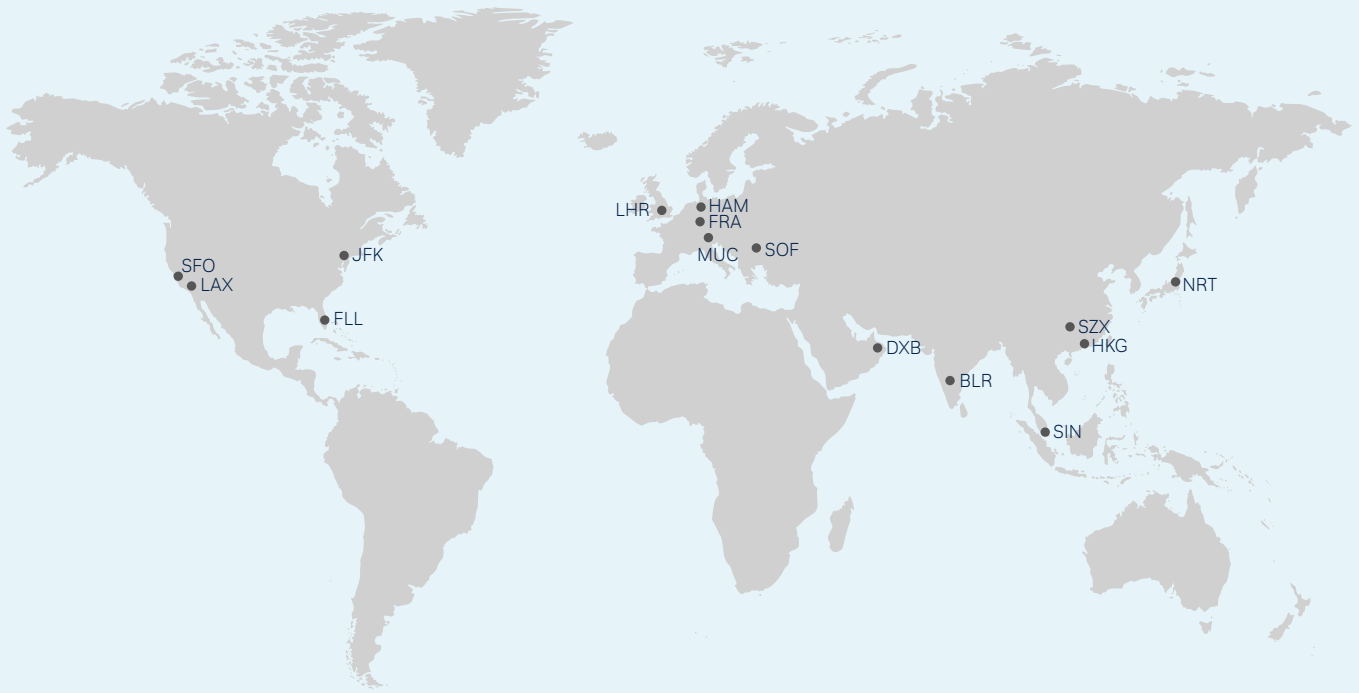 LHR
HAM
FRA
MUC
SOF
JFK
SFO
LAX
FLL
NRT
SZX
HKG
DXB
BLR
SIN